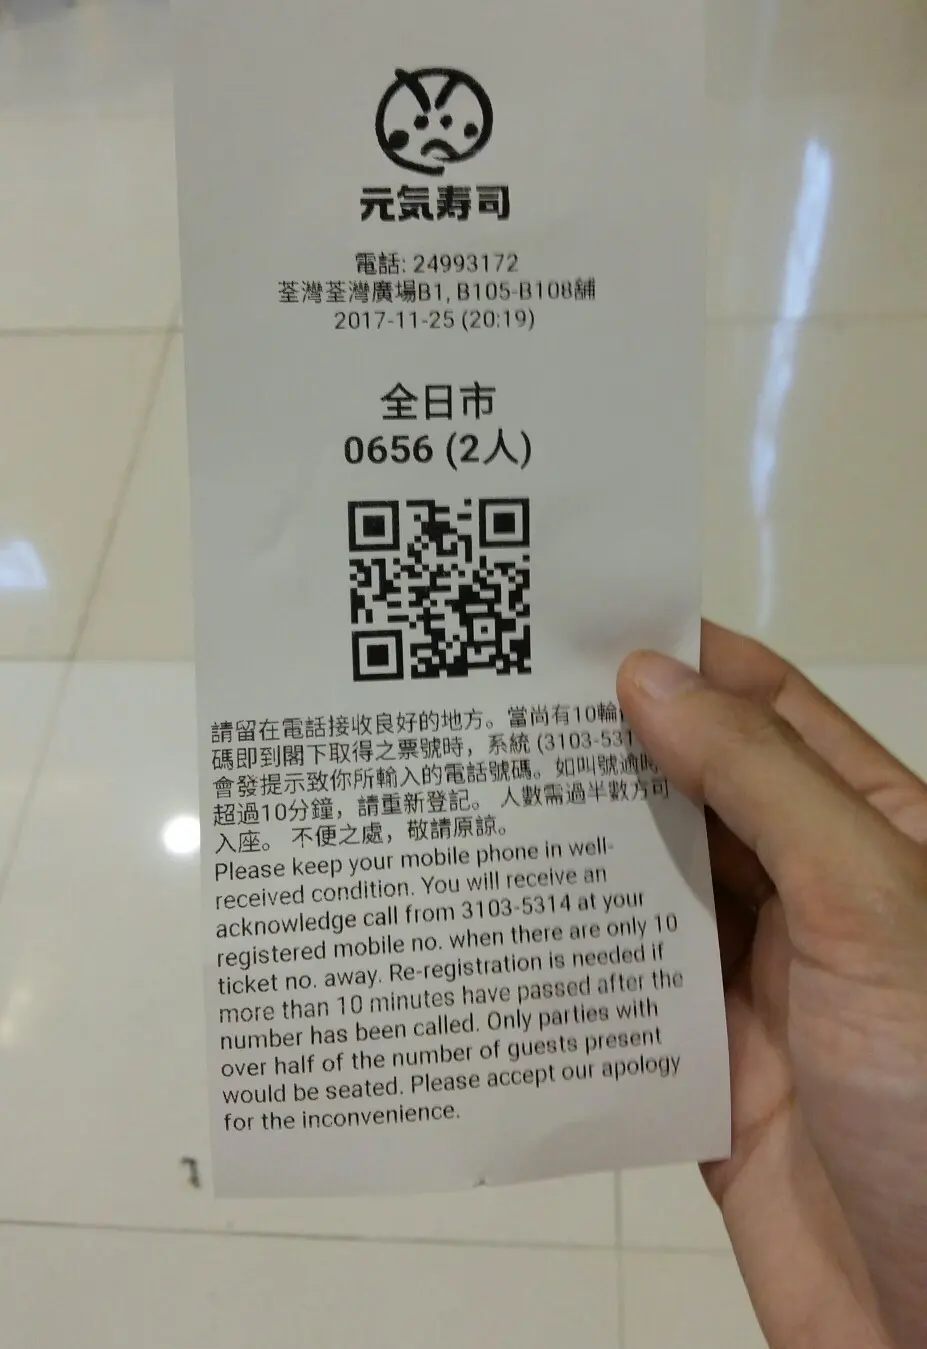 元気寿司
電話: 24993172
荃灣荃灣廣場B1, B105-B108舖
2017-11-25 (20:19)
全日市
0656 (2人)
請留在電話接收良好的地方。當尚有10輪
碼即到閣下取得之票號時，系統 (3103-531
會發提示致你所輸入的電話號碼。如叫號過時
超過10分鐘，請重新登記。 人數需過半數方可
入座。 不便之處，敬請原諒。
Please keep your mobile phone in well-
received condition. You will receive an
acknowledge call from 3103-5314 at your
registered mobile no. when there are only 10
ticket no. away. Re-registration is needed if
more than 10 minutes have passed after the
number has been called. Only parties with
over half of the number of guests present
would be seated. Please accept our apology
for the inconvenience.